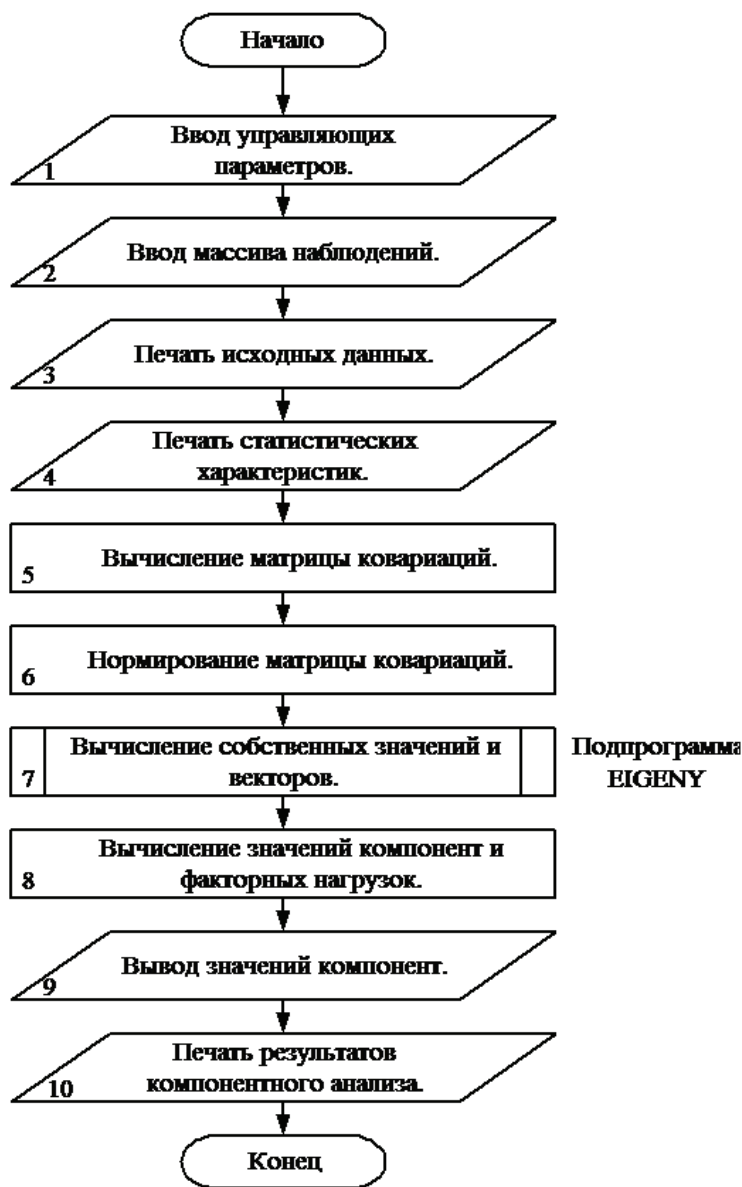 Начало
Ввод управляющих
параметров.
1
Ввод массива наблюдений.
2
Печать исходных данных.
3
Печать статистических
характеристик.
4
Вычисление матрицы ковариаций.
5
Нормирование матрицы ковариаций.
6
Вычисление собственных значений и
векторов.
7
Подпрограмма
EIGENY
Вычисление значений компонент и
факторных нагрузок.
8
Вывод значений компонент.
9
Печать результатов
компонентного анализа.
10
Конец